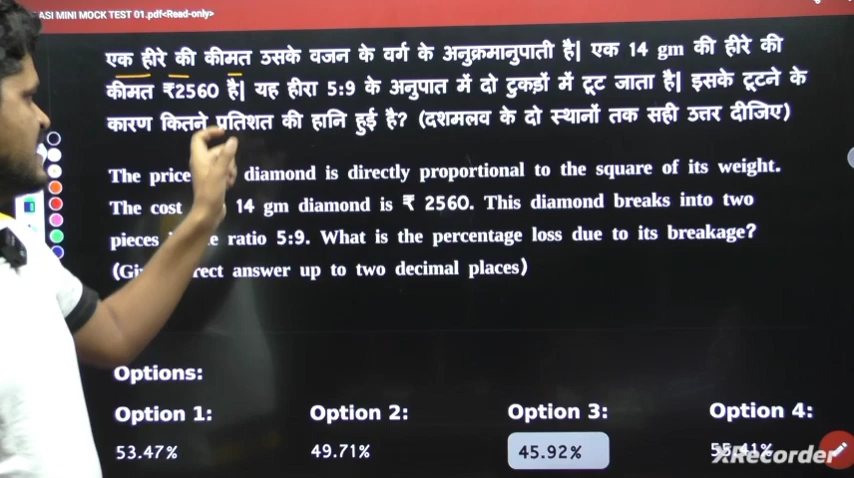 ASI MINI MOCK TEST 01.pdf<Read-only>
एक हीरे की कीमत उसके वजन के वर्ग के अनुक्रमानुपाती है| एक 14 gm की हीरे की
कीमत ₹2560 है| यह हीरा 5:9 के अनुपात में दो टुकड़ों में टूट जाता है| इसके टूटने के
कारण कितने प्रतिशत की हानि हुई है? (दशमलव के दो स्थानों तक सही उत्तर दीजिए)
The price diamond is directly proportional to the square of its weight.
The cost 14 gm diamond is ₹ 2560. This diamond breaks into two
pieces ratio 5:9. What is the percentage loss due to its breakage?
answer up to two decimal places)
Options:
Option 1: Option 2: Option 3: Option 4:
53.47% 49.71% 45.92% 55.41%
XRecorder